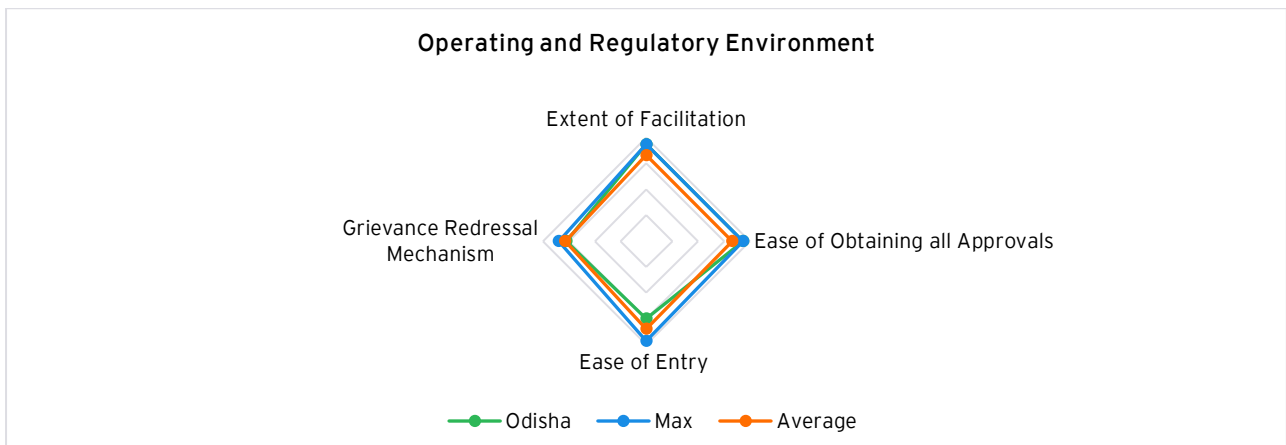 Operating and Regulatory Environment
Extent of Facilitation
Grievance Redressal
Mechanism
Ease of Obtaining all Approvals
Ease of Entry
Odisha Max Average